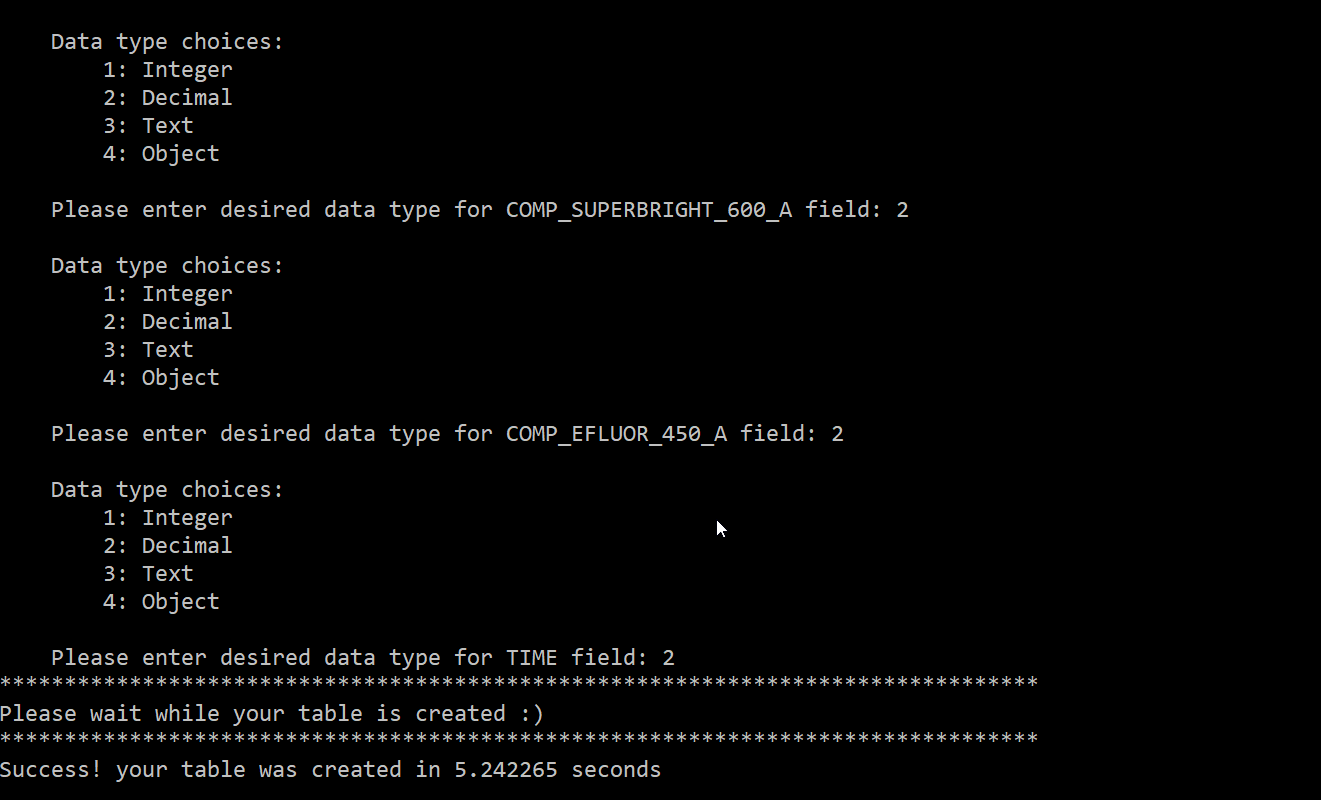 Data type choices:
1: Integer
2: Decimal
3: Text
4: Object
Please enter desired data type for COMP_SUPERBRIGHT_600_A field: 2
Data type choices:
1: Integer
2: Decimal
3: Text
4: Object
Please enter desired data type for COMP_EFLUOR_450_A field: 2
Data type choices:
1: Integer
2: Decimal
3: Text
4: Object
Please enter desired data type for TIME field: 2
********************************************************************************
Please wait while your table is created :)
********************************************************************************
Success! your table was created in 5.242265 seconds